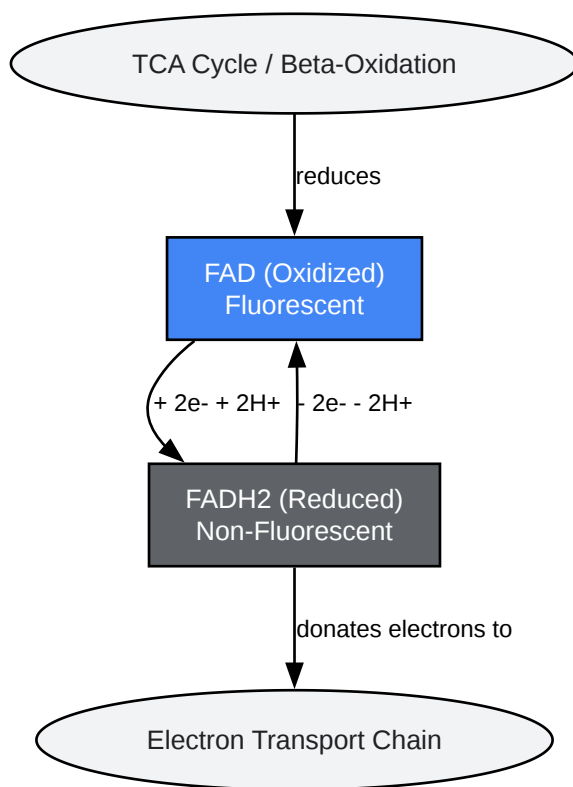 TCA Cycle / Beta-Oxidation
reduces
FAD (Oxidized)
Fluorescent
+ 2e- + 2H+
- 2e- - 2H+
FADH2 (Reduced)
Non-Fluorescent
donates electrons to
Electron Transport Chain